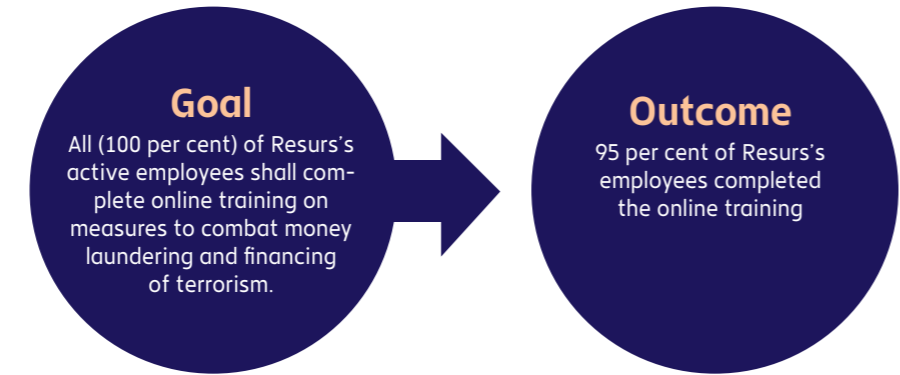 Goal
All (100 per cent) of Resurs's
active employees shall com-
plete online training on
measures to combat money
laundering and financing
of terrorism.
Outcome
95 per cent of Resurs's
employees completed
the online training